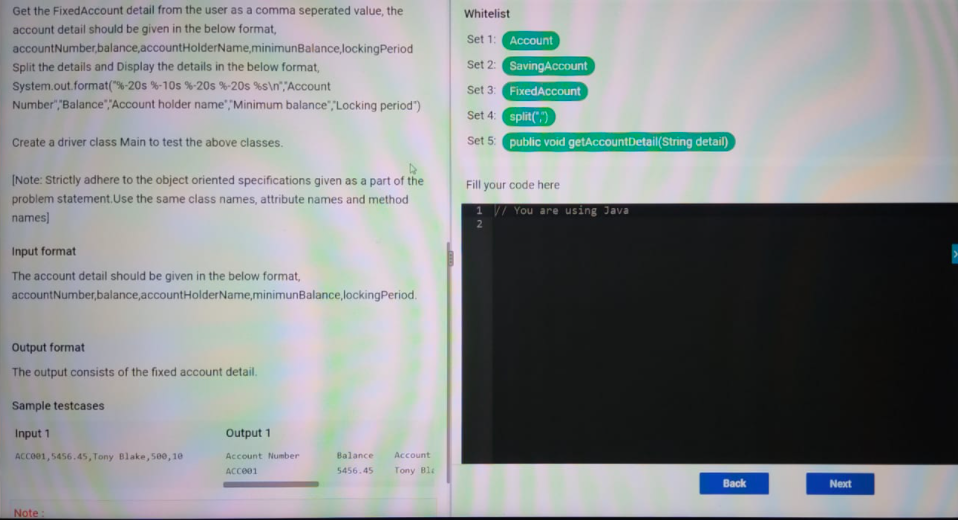 Get the FixedAccount detail from the user as a comma seperated value, the
account detail should be given in the below format,
accountNumber,balance,accountHolderName,minimunBalance,lockingPeriod
Split the details and Display the details in the below format,
System.out.format("%-20s %-10s %-20s %-20s %s\n","Account
Number","Balance","Account holder name","Minimum balance","Locking period")
Create a driver class Main to test the above classes.
[Note: Strictly adhere to the object oriented specifications given as a part of the
problem statement.Use the same class names, attribute names and method
names]
Input format
The account detail should be given in the below format,
accountNumber,balance,accountHolderName,minimunBalance,lockingPeriod.
Output format
The output consists of the fixed account detail.
Sample testcases
Input 1
Output 1
ACC001,5456.45,Tony Blake,500,10
Account Number Balance Account
ACC001 5456.45 Tony Bla
Note :
Whitelist
Set 1: Account
Set 2: SavingAccount
Set 3: FixedAccount
Set 4: split(",")
Set 5: public void getAccountDetail(String detail)
Fill your code here
1 // You are using Java
2
Back
Next